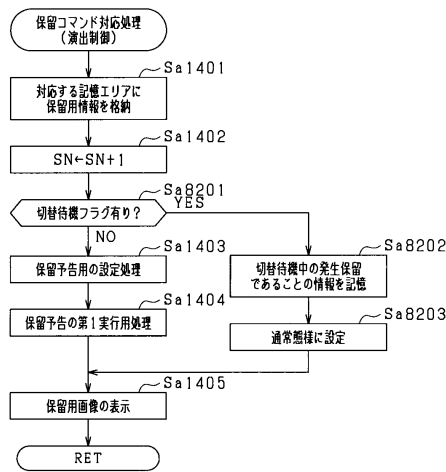 保留コマンド対応処理
(演出制御)
Sa1401
対応する記憶エリアに
保留用情報を格納
Sa1402
SN←SN+1
Sa8201
切替待機フラグ有り?
YES
NO
Sa1403
保留予告用の設定処理
Sa8202
切替待機中の発生保留
であることの情報を記憶
Sa1404
保留予告の第1実行用処理
Sa8203
通常態様に設定
Sa1405
保留用画像の表示
RET